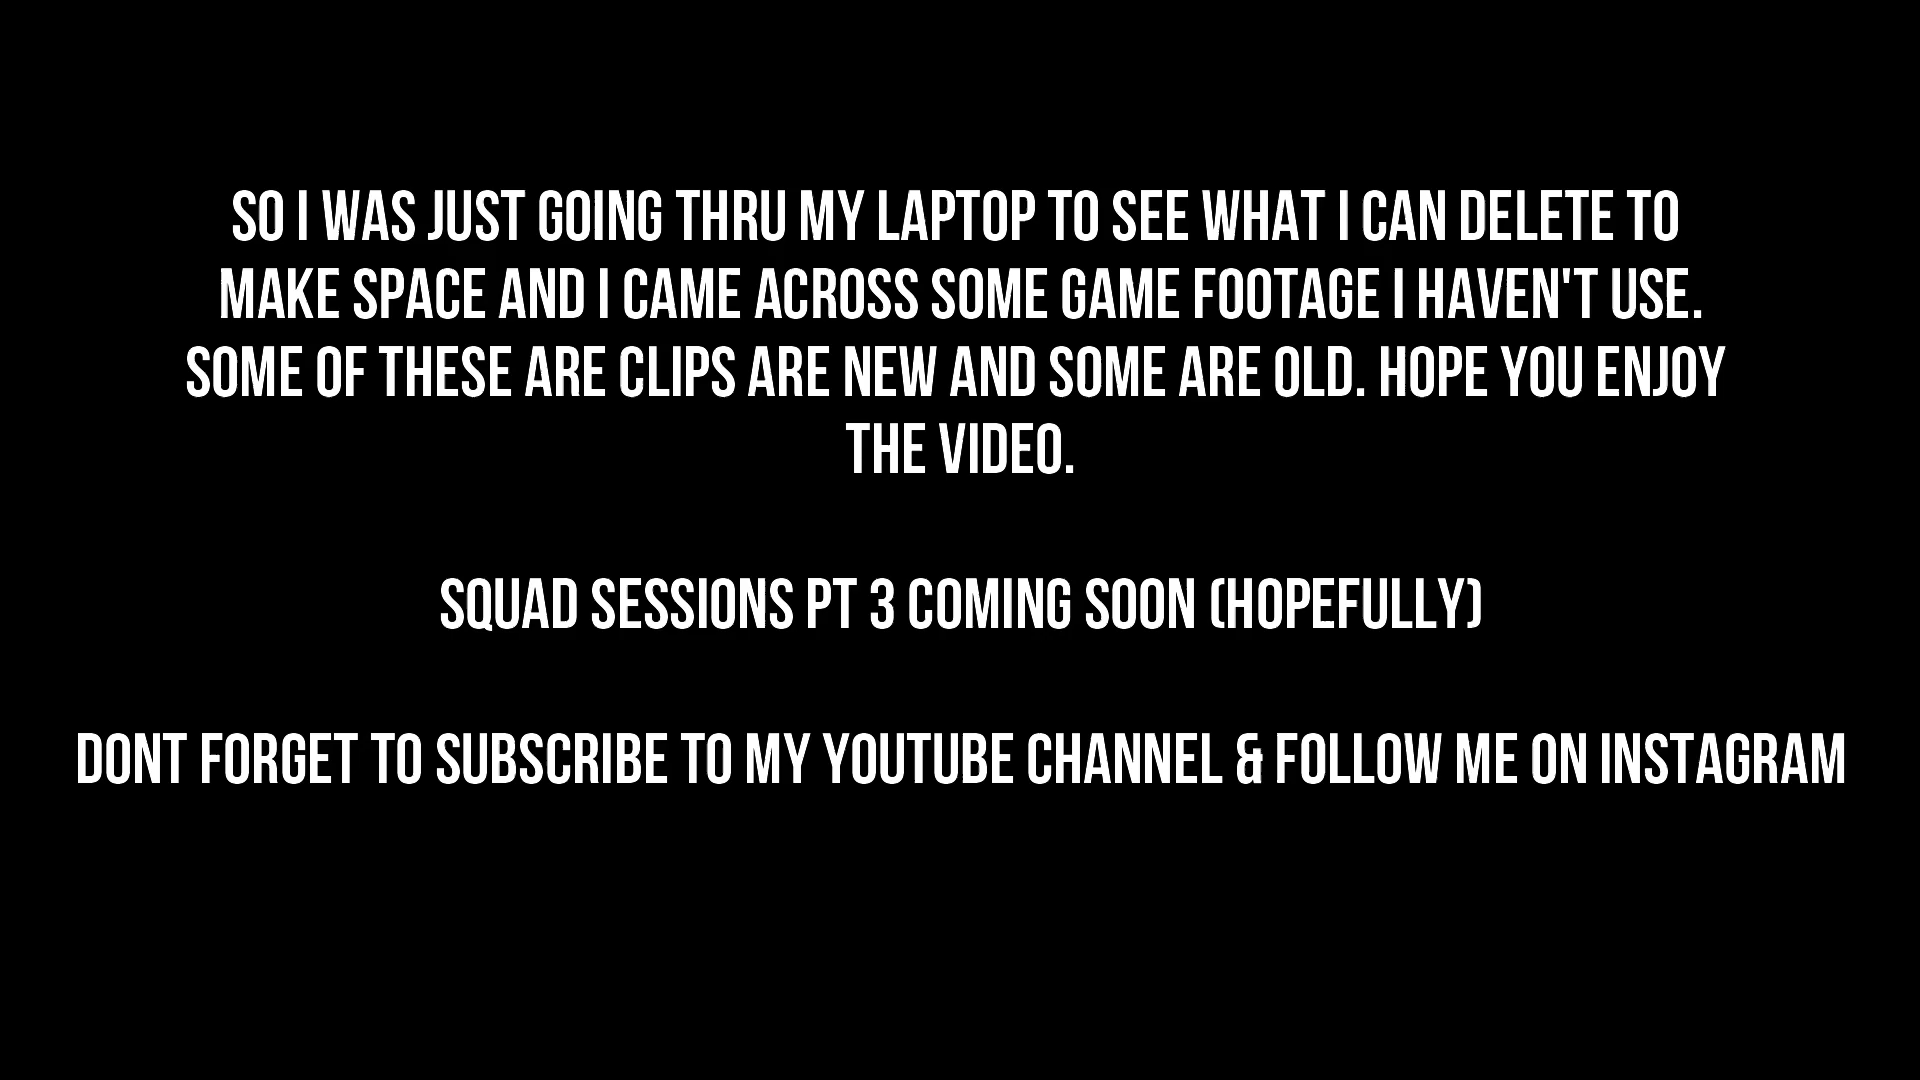 SO I WAS JUST GOING THRU MY LAPTOP TO SEE WHAT I CAN DELETE TO
MAKE SPACE AND I CAME ACROSS SOME GAME FOOTAGE I HAVEN'T USE.
SOME OF THESE ARE CLIPS ARE NEW AND SOME ARE OLD. HOPE YOU ENJOY
THE VIDEO.
SQUAD SESSIONS PT 3 COMING SOON (HOPEFULLY)
DONT FORGET TO SUBSCRIBE TO MY YOUTUBE CHANNEL & FOLLOW ME ON INSTAGRAM